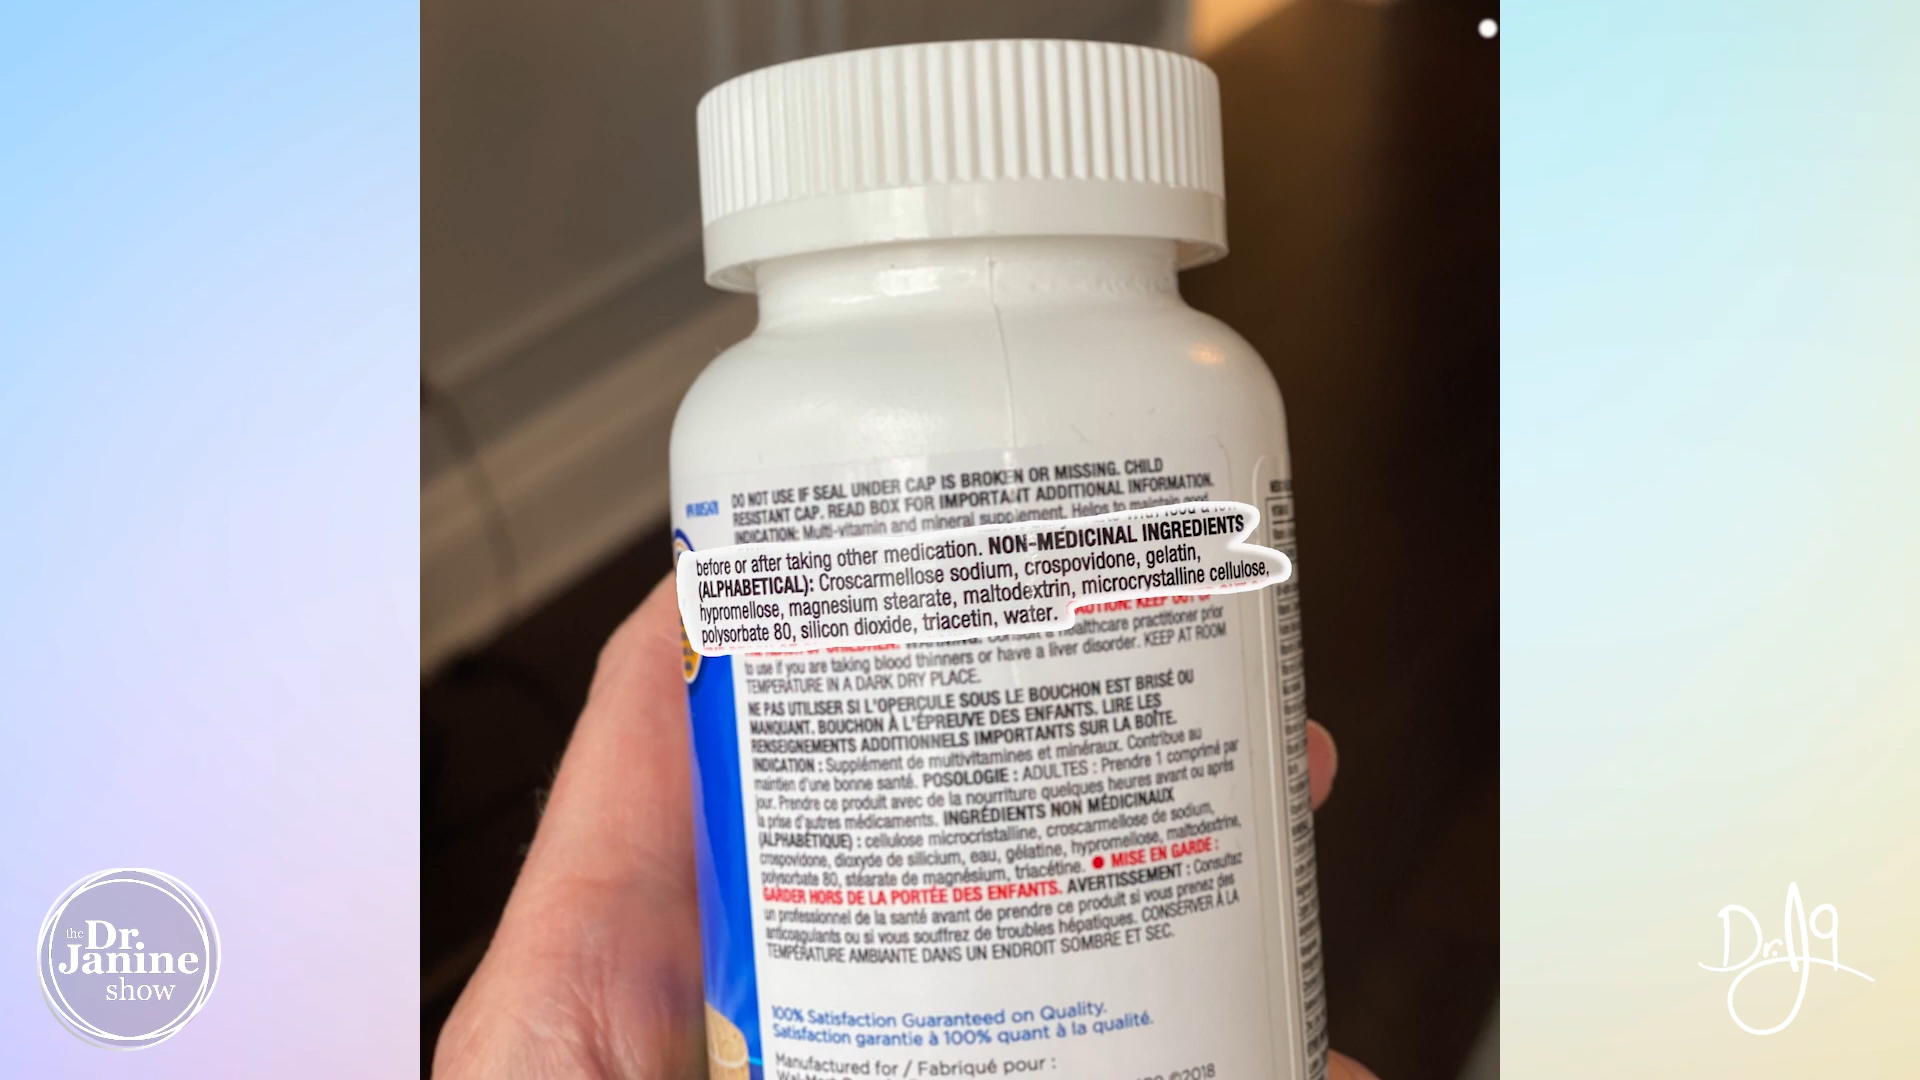 DO NOT USE IF SEAL UNDER CAP IS BROKEN OR MISSING. CHILD
RESISTANT CAP. READ BOX FOR IMPORTANT ADDITIONAL INFORMATION.
INDICATION: Multi-vitamin and mineral supplement. Helps to maintain good
before or after taking other medication. NON-MEDICINAL INGREDIENTS
(ALPHABETICAL): Croscarmellose sodium, crospovidone, gelatin,
hypromellose, magnesium stearate, maltodextrin, microcrystalline cellulose,
polysorbate 80, silicon dioxide, triacetin, water.
CAUTION: KEEP OUT OF
healthcare practitioner prior
to use if you are taking blood thinners or have a liver disorder. KEEP AT ROOM
TEMPERATURE IN A DARK DRY PLACE.
NE PAS UTILISER SI L'OPERCULE SOUS LE BOUCHON EST BRISÉ OU
MANQUANT. BOUCHON À L'ÉPREUVE DES ENFANTS. LIRE LES
RENSEIGNEMENTS ADDITIONNELS IMPORTANTS SUR LA BOÎTE.
INDICATION : Supplément de multivitamines et minéraux. Contribue au
maintien d'une bonne santé. POSOLOGIE : ADULTES : Prendre 1 comprimé par
jour. Prendre ce produit avec de la nourriture quelques heures avant ou après
la prise d'autres médicaments. INGRÉDIENTS NON MÉDICINAUX
(ALPHABÉTIQUE) : cellulose microcristalline, croscarmellose de sodium,
crospovidone, dioxyde de silicium, eau, gélatine, hypromellose, maltodextrine,
polysorbate 80, stéarate de magnésium, triacétine. ● MISE EN GARDE :
GARDER HORS DE LA PORTÉE DES ENFANTS. AVERTISSEMENT : Consultez
un professionnel de la santé avant de prendre ce produit si vous prenez des
anticoagulants ou si vous souffrez de troubles hépatiques. CONSERVER À LA
TEMPÉRATURE AMBIANTE DANS UN ENDROIT SOMBRE ET SEC.
100% Satisfaction Guaranteed on Quality.
Satisfaction garantie à 100% quant à la qualité.
Manufactured for / Fabriqué pour :
©2018
the Dr.
Janine
show